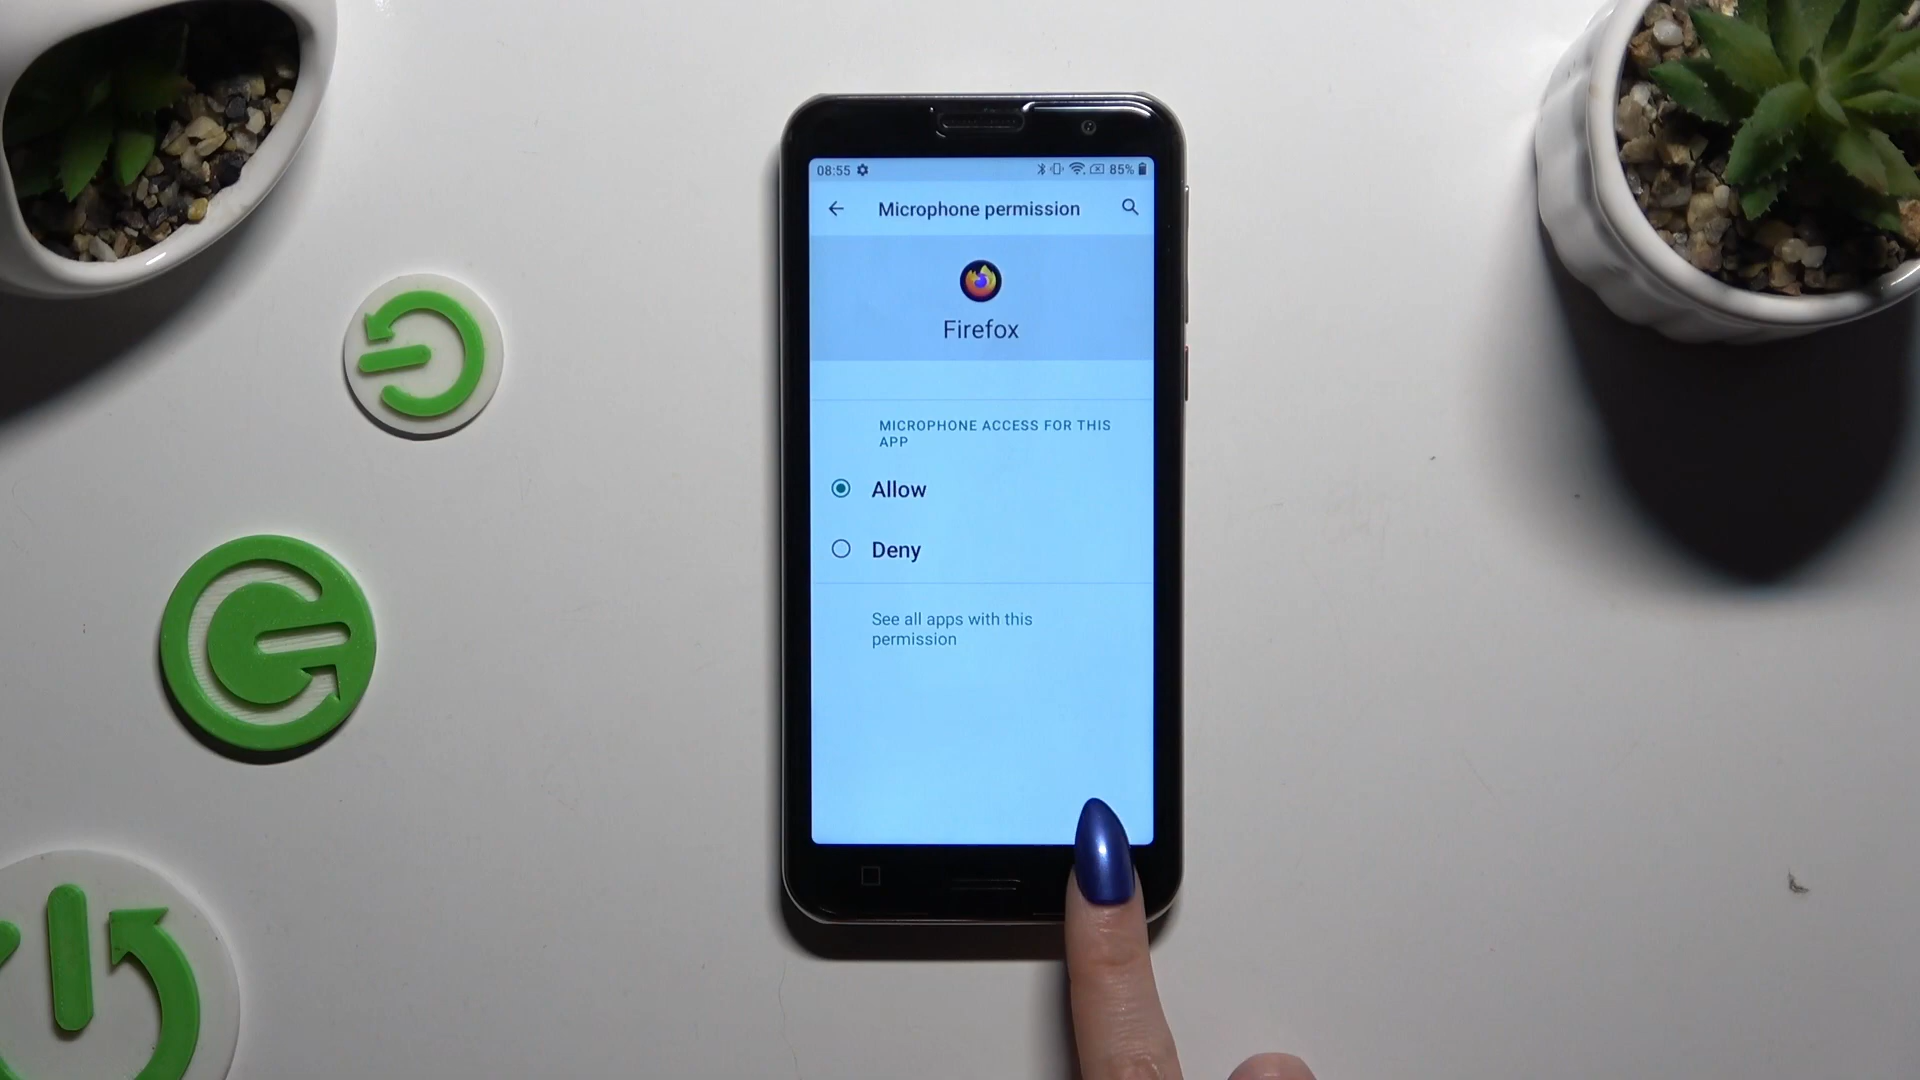 08:55 85%
Microphone permission
Firefox
MICROPHONE ACCESS FOR THIS
APP
Allow
Deny
See all apps with this
permission